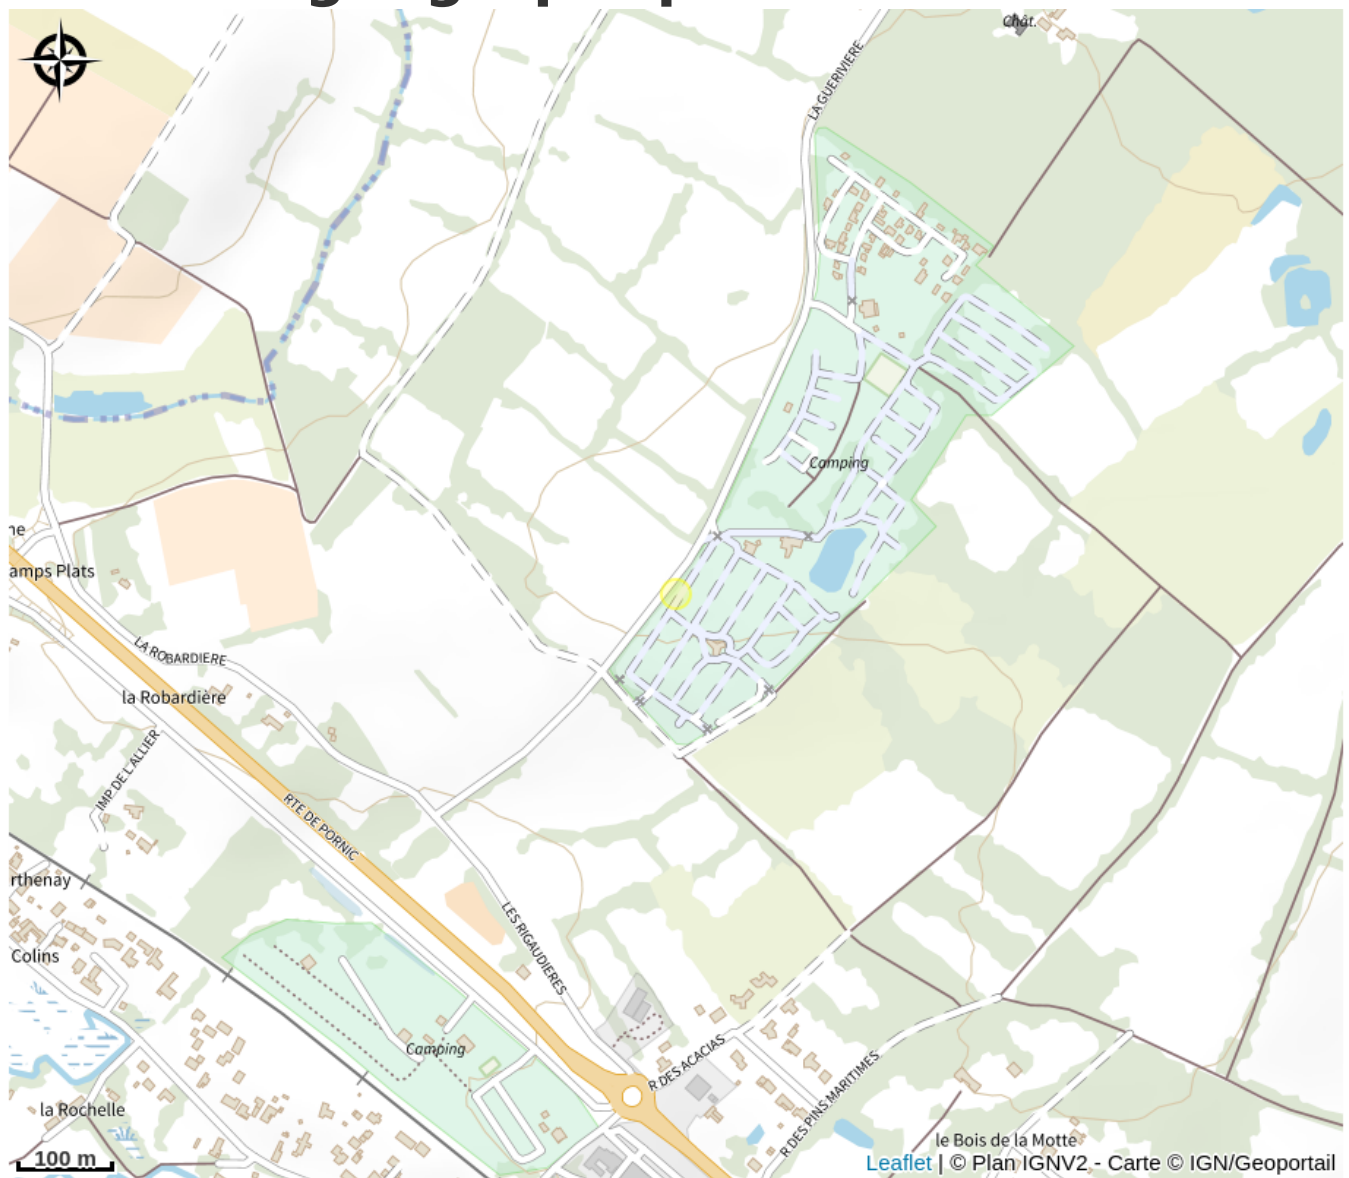 Chât.
LA GUERIVIERE
Camping
ne
amps Plats
LA ROBARDIERE
la Robardière
IMP DE L'ALLIER
RTE DE PORNIC
rthenay
LES RIGAUDIERES
Colins
Camping
R DES ACACIAS
R DES PINS MARITIMES
la Rochelle
le Bois de la Motte
100 m
Leaflet | © Plan IGNV2 - Carte © IGN/Geoportail